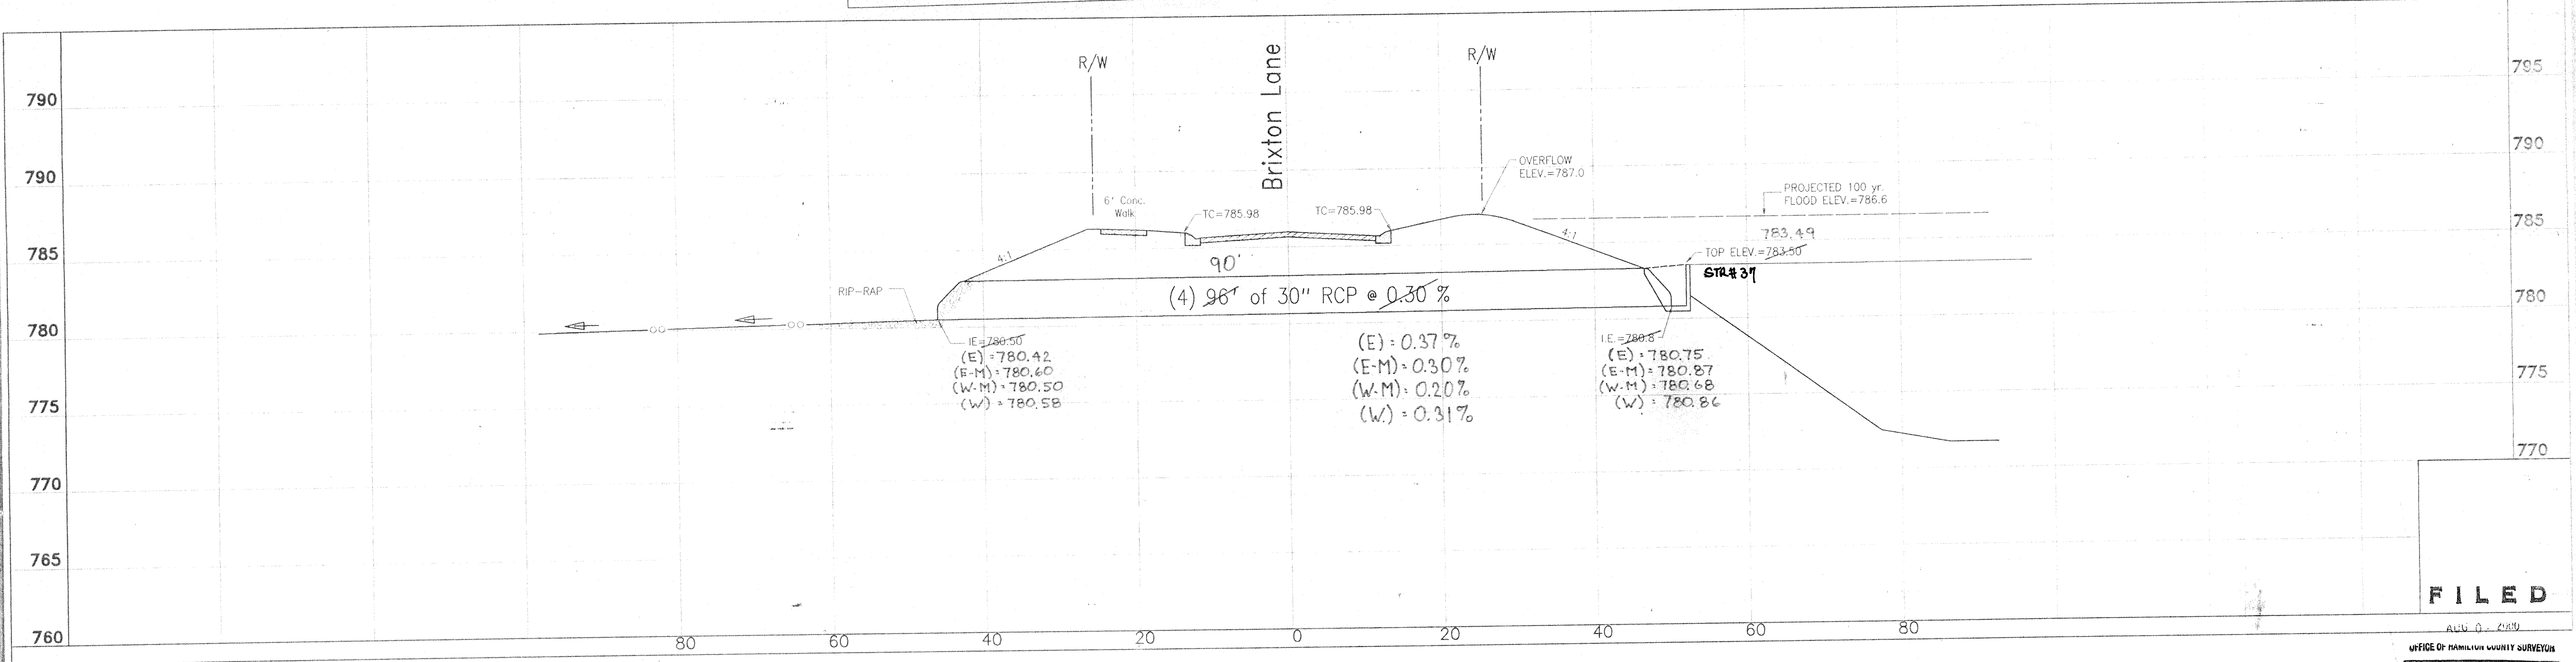 R/W
Brixton Lane
R/W
795
790
790
OVERFLOW
ELEV.=787.0
790
PROJECTED 100 yr.
FLOOD ELEV.=786.6
6' Conc.
Walk
TC=785.98
TC=785.98
785
783.49
4:1
4:1
785
90'
TOP ELEV.=783.50
STR# 37
RIP-RAP
(4) 96' of 30" RCP @ 0.30 %
780
780
IE=780.50
(E) = 780.42
(E-M) = 780.60
(W-M) = 780.50
(W) = 780.58
(E) = 0.37 %
(E-M) = 0.30%
(W-M) = 0.20%
(W.) = 0.31%
I.E.=780.8
(E) = 780.75
(E-M) = 780.87
(W-M) = 780.68
(W) = 780.86
775
775
770
770
765
760
80
60
40
20
0
20
40
60
80
FILED
OFFICE OF HAMILTON COUNTY SURVEYOR